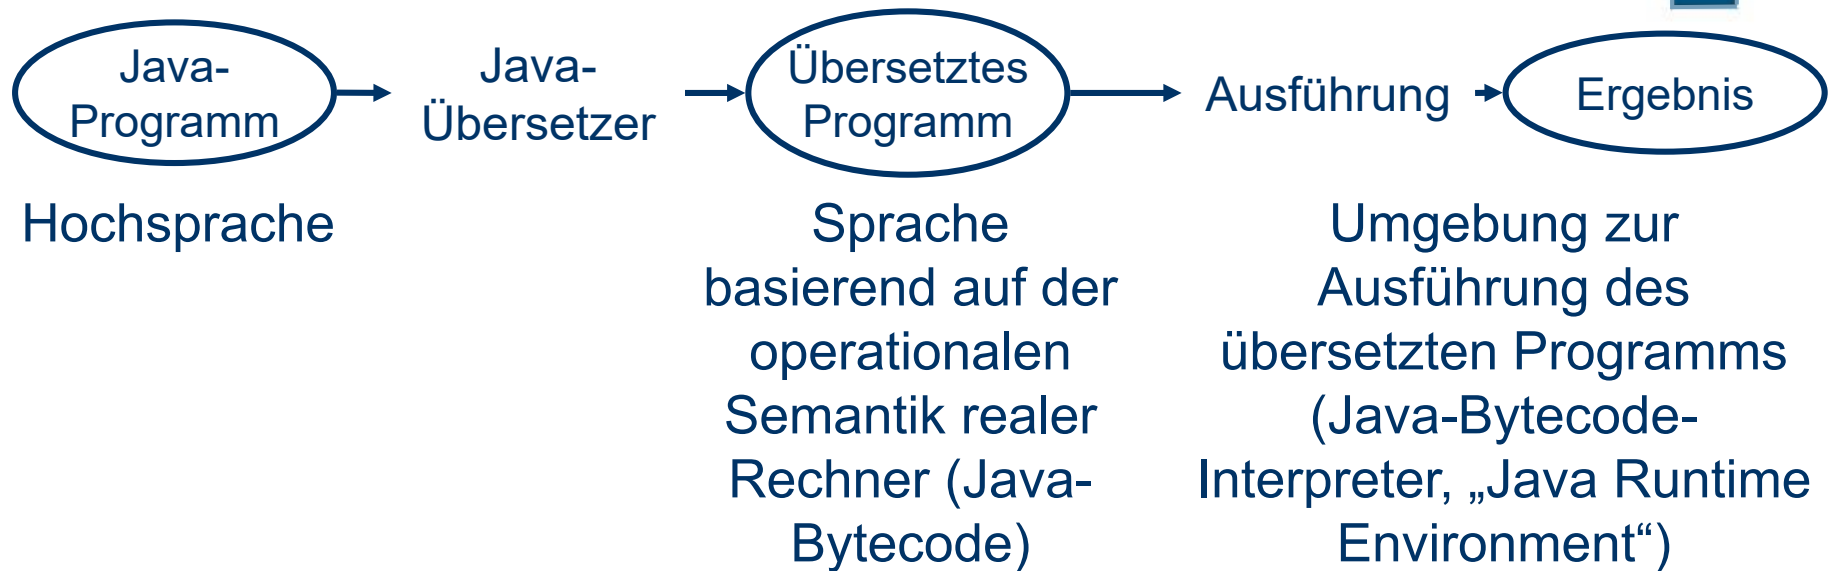 Java-
Programm
Java-
Übersetzer
Übersetztes
Programm
Ausführung
Ergebnis
Hochsprache
Sprache
basierend auf der
operationalen
Semantik realer
Rechner (Java-
Bytecode)
Umgebung zur
Ausführung des
übersetzten Programms
(Java-Bytecode-
Interpreter, „Java Runtime
Environment“)